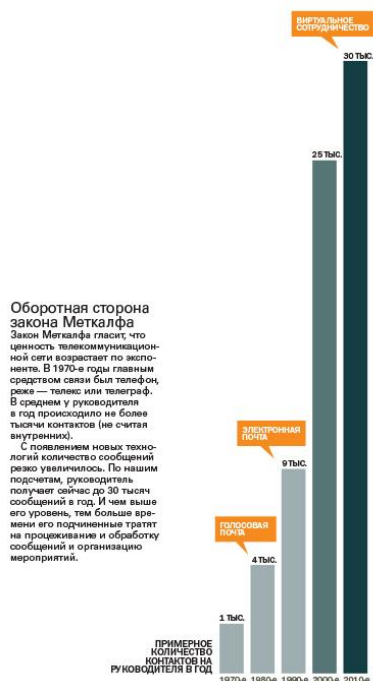 ВИРТУАЛЬНОЕ
СОТРУДНИЧЕСТВО
30 ТЫС.
25 ТЫС.
Оборотная сторона
закона Меткалфа
Закон Меткалфа гласит, что
ценность телекоммуникацион-
ной сети возрастает по экспо-
ненте. В 1970-е годы главным
средством связи был телефон,
реже — телекс или телеграф.
В среднем у руководителя
в год происходило не более
тысячи контактов (не считая
внутренних).
С появлением новых техно-
логий количество сообщений
резко увеличилось. По нашим
подсчетам, руководитель
получает сейчас до 30 тысяч
сообщений в год. И чем выше
его уровень, тем больше вре-
мени его подчиненные тратят
на процеживание и обработку
сообщений и организацию
мероприятий.
ЭЛЕКТРОННАЯ
ПОЧТА
9 ТЫС.
ГОЛОСОВАЯ
ПОЧТА
4 ТЫС.
1 ТЫС.
ПРИМЕРНОЕ
КОЛИЧЕСТВО
КОНТАКТОВ НА
РУКОВОДИТЕЛЯ В ГОД
1970-е 1980-е 1990-е 2000-е 2010-е